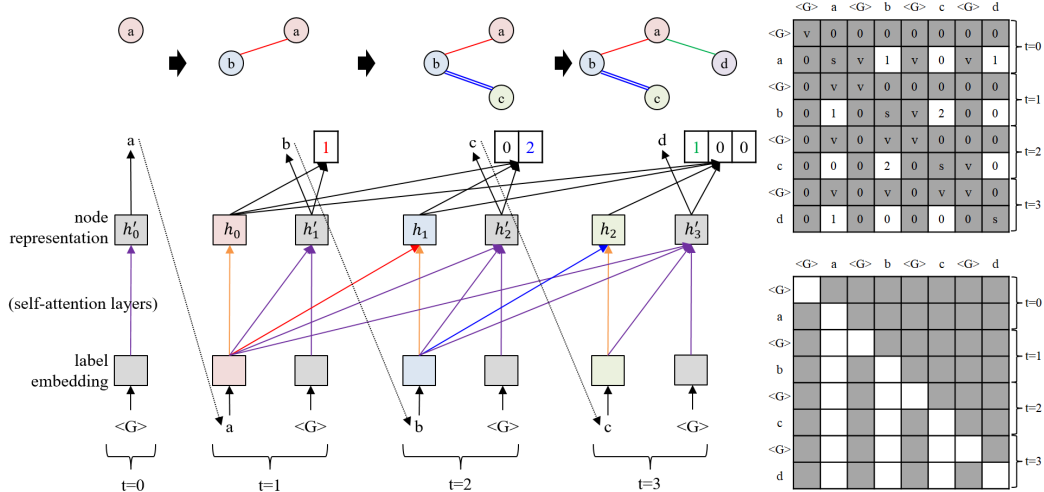 a
a
b
a
b
c
a
b
d
c
a
b
1
c
0 2
d
1 0 0
node
representation
h′₀ h₀ h′₁ h₁ h′₂ h₂ h′₃
(self-attention layers)
label
embedding
<G> a <G> b <G> c <G>
t=0 t=1 t=2 t=3
<G> a <G> b <G> c <G> d
<G> v 0 0 0 0 0 0 0
a 0 s v 1 v 0 v 1
<G> 0 v v 0 0 0 0 0
b 0 1 0 s v 2 0 0
<G> 0 v 0 v v 0 0 0
c 0 0 0 2 0 s v 0
<G> 0 v 0 v 0 v v 0
d 0 1 0 0 0 0 0 s
t=0
t=1
t=2
t=3
<G> a <G> b <G> c <G> d
<G>
a
<G>
b
<G>
c
<G>
d
t=0
t=1
t=2
t=3